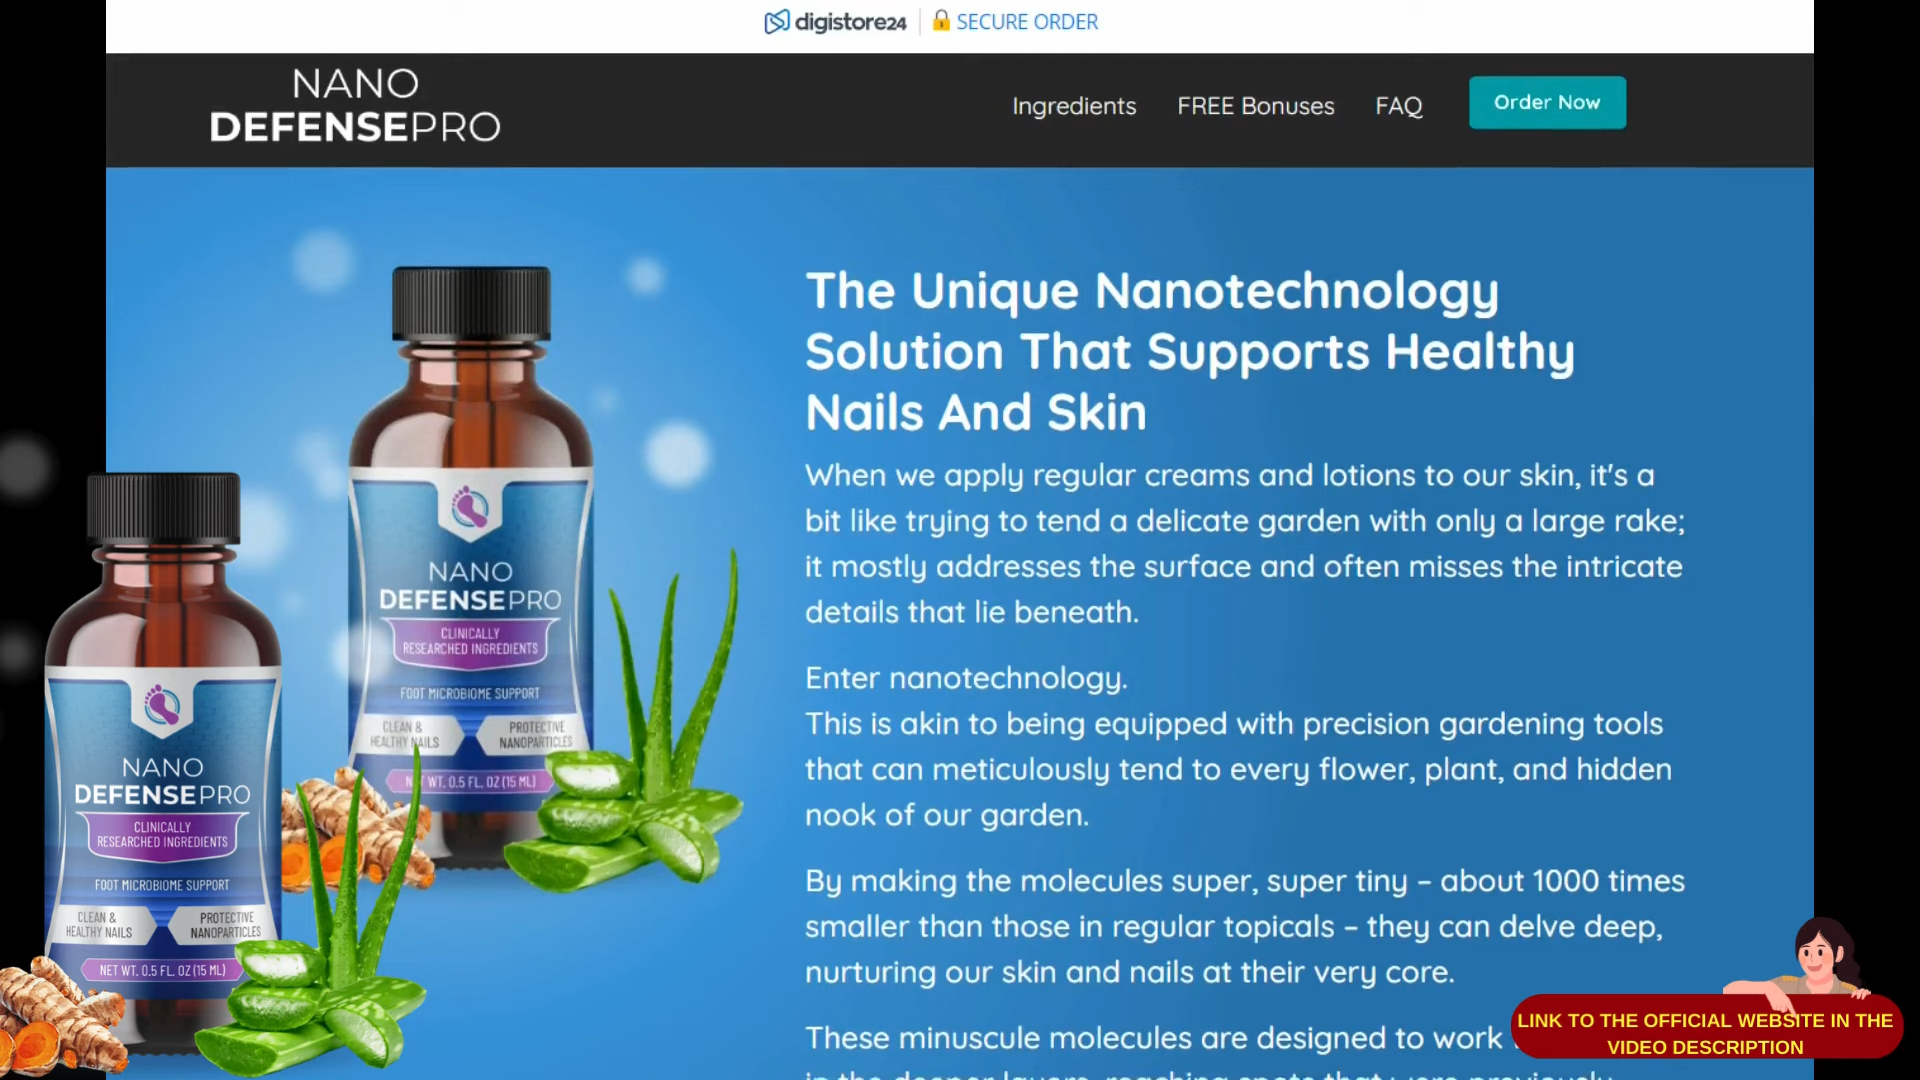 digistore24
SECURE ORDER
NANO
DEFENSEPRO
Ingredients
FREE Bonuses
FAQ
Order Now
The Unique Nanotechnology
Solution That Supports Healthy
Nails And Skin
When we apply regular creams and lotions to our skin, it's a
bit like trying to tend a delicate garden with only a large rake;
it mostly addresses the surface and often misses the intricate
details that lie beneath.
Enter nanotechnology.
This is akin to being equipped with precision gardening tools
that can meticulously tend to every flower, plant, and hidden
nook of our garden.
By making the molecules super, super tiny – about 1000 times
smaller than those in regular topicals – they can delve deep,
nurturing our skin and nails at their very core.
These minuscule molecules are designed to work
NANO
DEFENSEPRO
CLINICALLY
RESEARCHED INGREDIENTS
FOOT MICROBIOME SUPPORT
CLEAN &
HEALTHY NAILS
PROTECTIVE
NANOPARTICLES
NET WT. 0.5 FL. OZ (15 ML)
NANO
DEFENSEPRO
CLINICALLY
RESEARCHED INGREDIENTS
FOOT MICROBIOME SUPPORT
CLEAN &
HEALTHY NAILS
PROTECTIVE
NANOPARTICLES
NET WT. 0.5 FL. OZ (15 ML)
LINK TO THE OFFICIAL WEBSITE IN THE
VIDEO DESCRIPTION